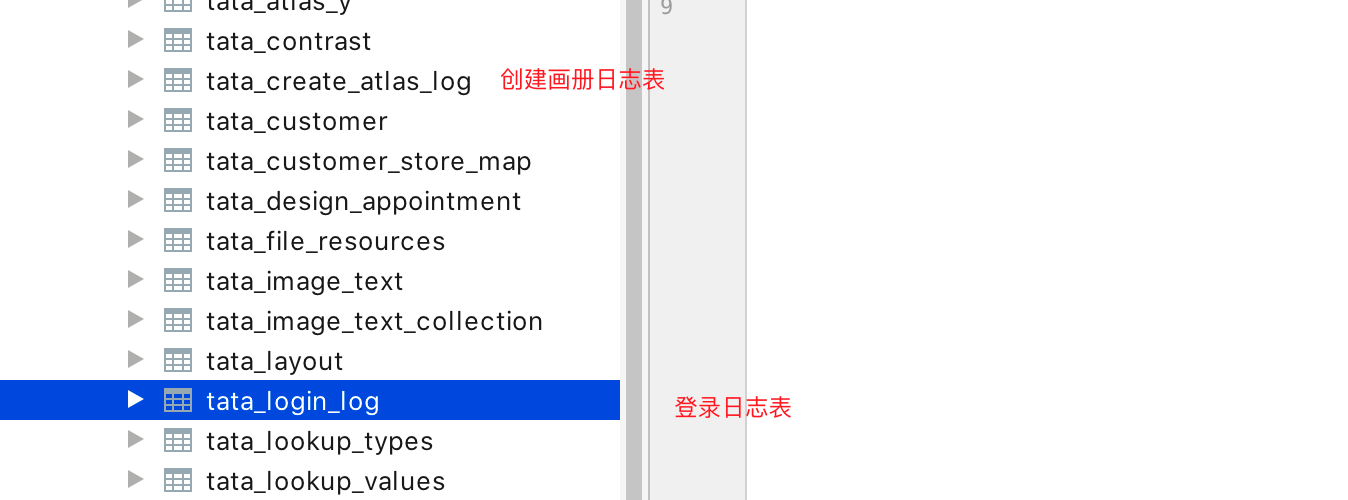 tata_atlas_y
9
tata_contrast
tata_create_atlas_log 创建画册日志表
tata_customer
tata_customer_store_map
tata_design_appointment
tata_file_resources
tata_image_text
tata_image_text_collection
tata_layout
tata_login_log 登录日志表
tata_lookup_types
tata_lookup_values